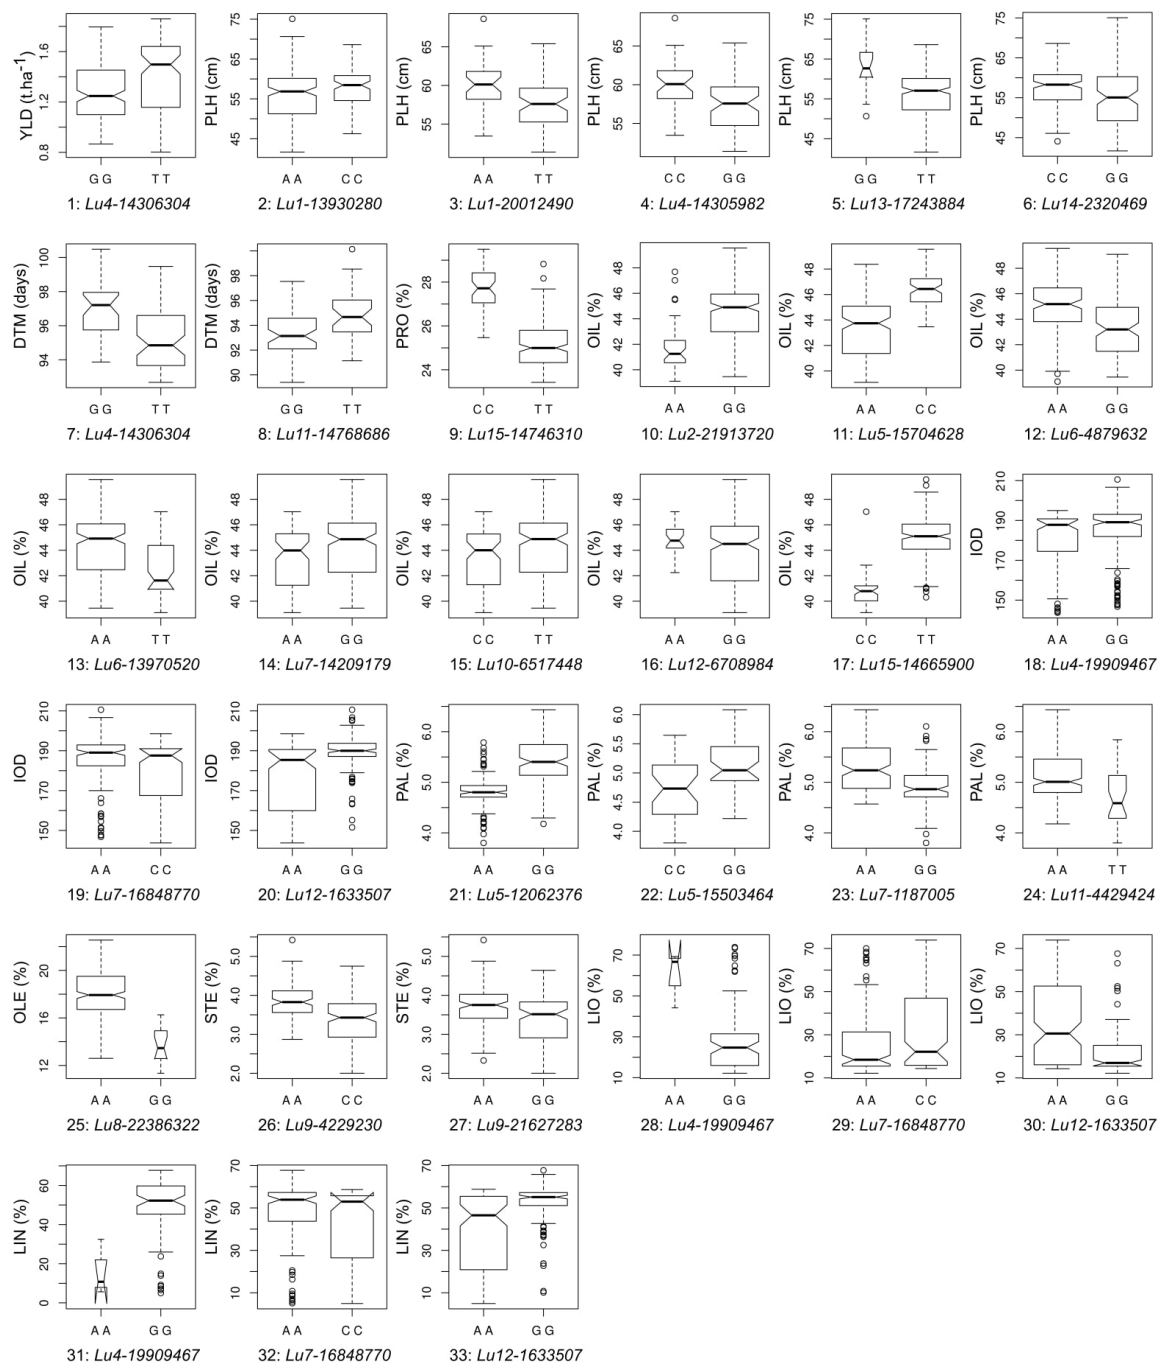 YLD (t.ha⁻¹) 0.8 1.2 1.6 G G T T
1: Lu4-14306304
PLH (cm) 45 55 65 75 A A C C
2: Lu1-13930280
PLH (cm) 55 60 65 A A T T
3: Lu1-20012490
PLH (cm) 55 60 65 C C G G
4: Lu4-14305982
PLH (cm) 45 55 65 75 G G T T
5: Lu13-17243884
PLH (cm) 45 55 65 75 C C G G
6: Lu14-2320469
DTM (days) 94 96 98 100 G G T T
7: Lu4-14306304
DTM (days) 90 92 94 96 98 G G T T
8: Lu11-14768686
PRO (%) 24 26 28 C C T T
9: Lu15-14746310
OIL (%) 40 42 44 46 48 A A G G
10: Lu2-21913720
OIL (%) 40 42 44 46 48 A A C C
11: Lu5-15704628
OIL (%) 40 42 44 46 48 A A G G
12: Lu6-4879632
OIL (%) 40 42 44 46 48 A A T T
13: Lu6-13970520
OIL (%) 40 42 44 46 48 A A G G
14: Lu7-14209179
OIL (%) 40 42 44 46 48 C C T T
15: Lu10-6517448
OIL (%) 40 42 44 46 48 A A G G
16: Lu12-6708984
OIL (%) 40 42 44 46 48 C C T T
17: Lu15-14665900
IOD 150 170 190 210 A A G G
18: Lu4-19909467
IOD 150 170 190 210 A A C C
19: Lu7-16848770
IOD 150 170 190 210 A A G G
20: Lu12-1633507
PAL (%) 4.0 5.0 6.0 A A G G
21: Lu5-12062376
PAL (%) 4.0 4.5 5.0 5.5 6.0 C C G G
22: Lu5-15503464
PAL (%) 4.0 5.0 6.0 A A G G
23: Lu7-1187005
PAL (%) 4.0 5.0 6.0 A A T T
24: Lu11-4429424
OLE (%) 12 16 20 A A G G
25: Lu8-22386322
STE (%) 2.0 3.0 4.0 5.0 A A C C
26: Lu9-4229230
STE (%) 2.0 3.0 4.0 5.0 A A G G
27: Lu9-21627283
LIO (%) 10 30 50 70 A A G G
28: Lu4-19909467
LIO (%) 10 30 50 70 A A C C
29: Lu7-16848770
LIO (%) 10 30 50 70 A A G G
30: Lu12-1633507
LIN (%) 0 20 40 60 A A G G
31: Lu4-19909467
LIN (%) 10 30 50 70 A A C C
32: Lu7-16848770
LIN (%) 10 30 50 70 A A G G
33: Lu12-1633507